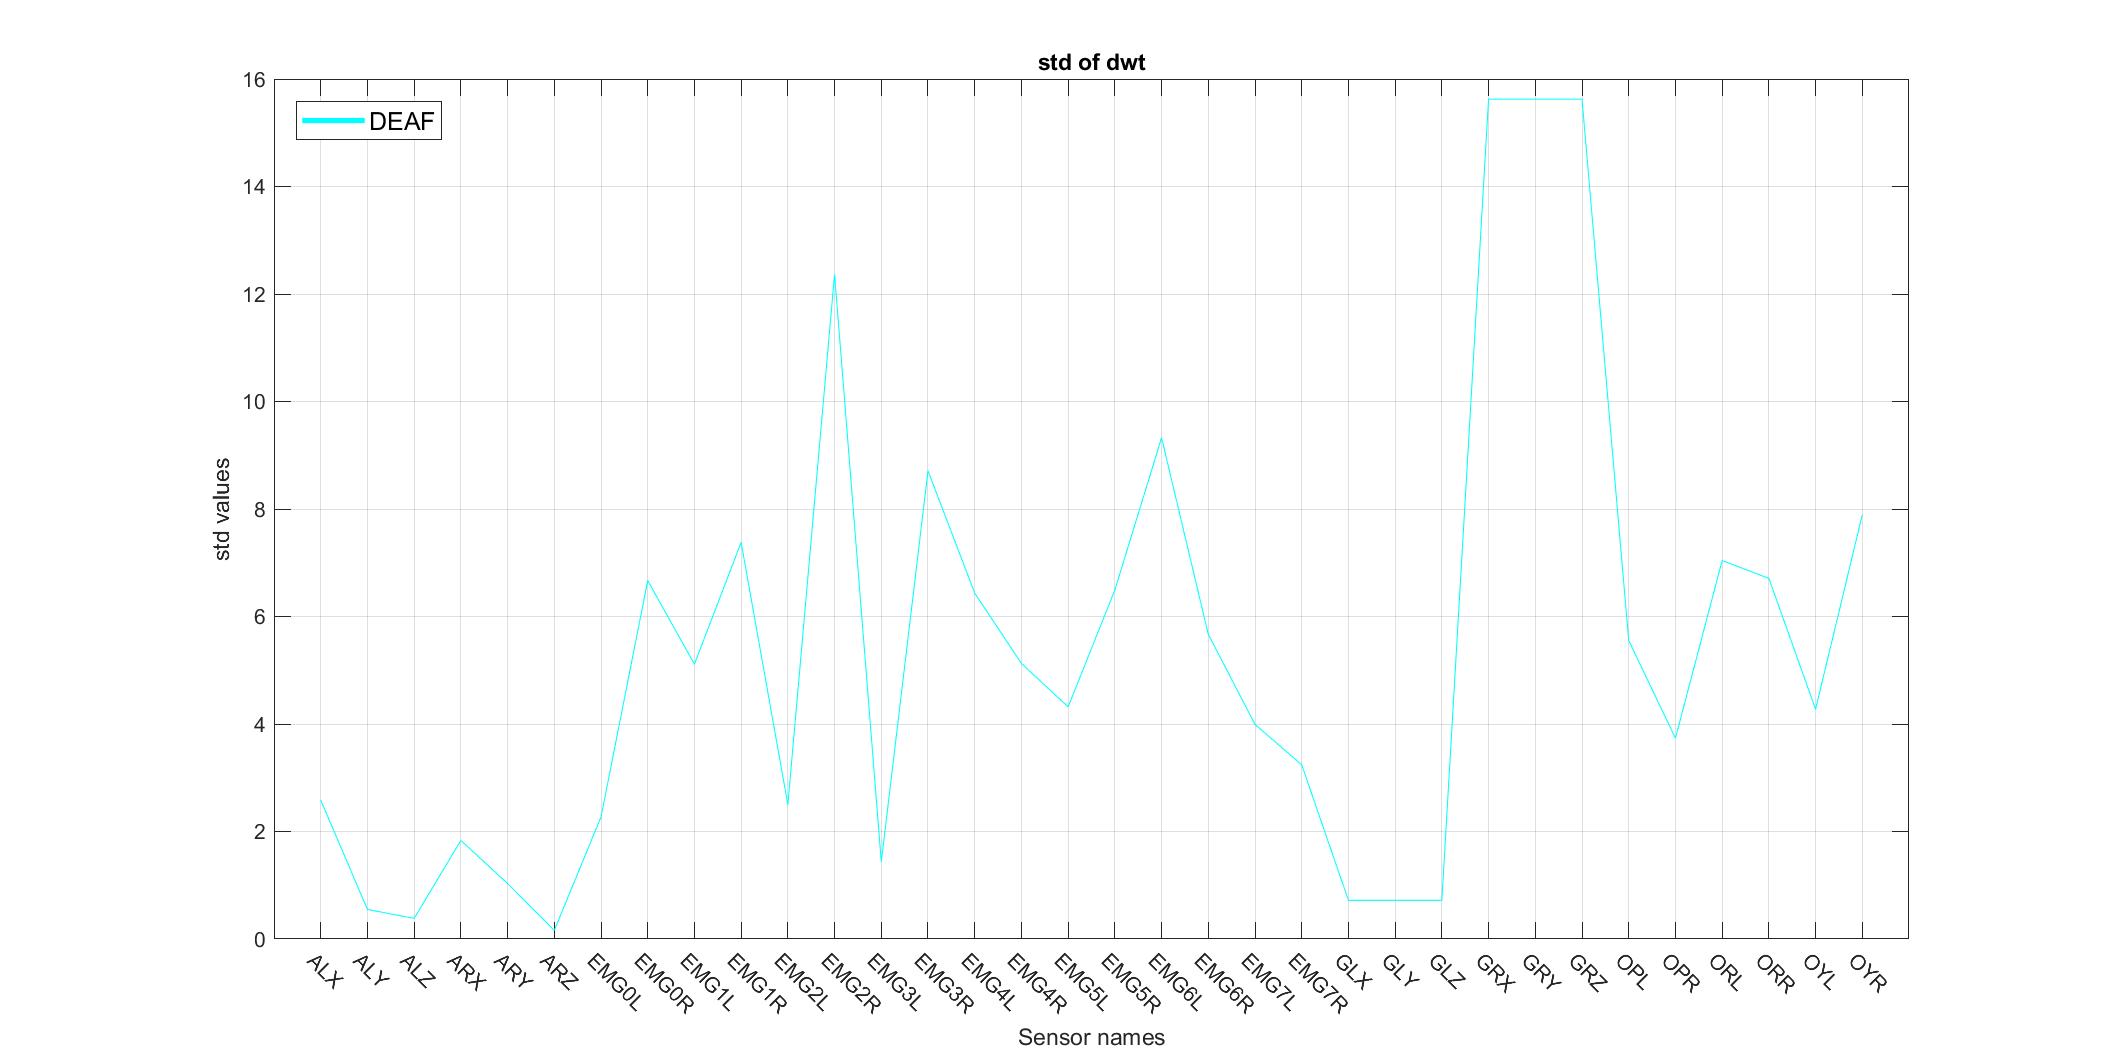 std of dwt
DEAF
16
14
12
10
8
6
4
2
0
std values
ALX
ALY
ALZ
ARX
ARY
ARZ
EMG0L
EMG0R
EMG1L
EMG1R
EMG2L
EMG2R
EMG3L
EMG3R
EMG4L
EMG4R
EMG5L
EMG5R
EMG6L
EMG6R
EMG7L
EMG7R
GLX
GLY
GLZ
GRX
GRY
GRZ
OPL
OPR
ORL
ORR
OYL
OYR
Sensor names